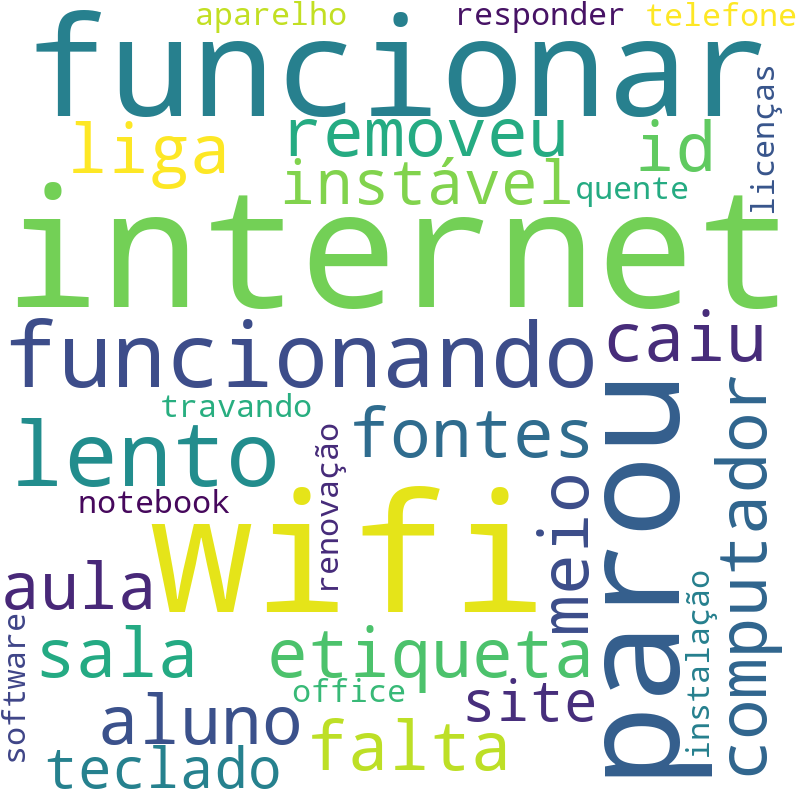 aparelho responder telefone
funcionar
licenças
liga removeu id
instável quente
internet
funcionando caiu
travando
lento fontes
parou
computador
renovação
meio
notebook
wifi
aula
instalação
software
sala etiqueta
office site
aluno falta
teclado